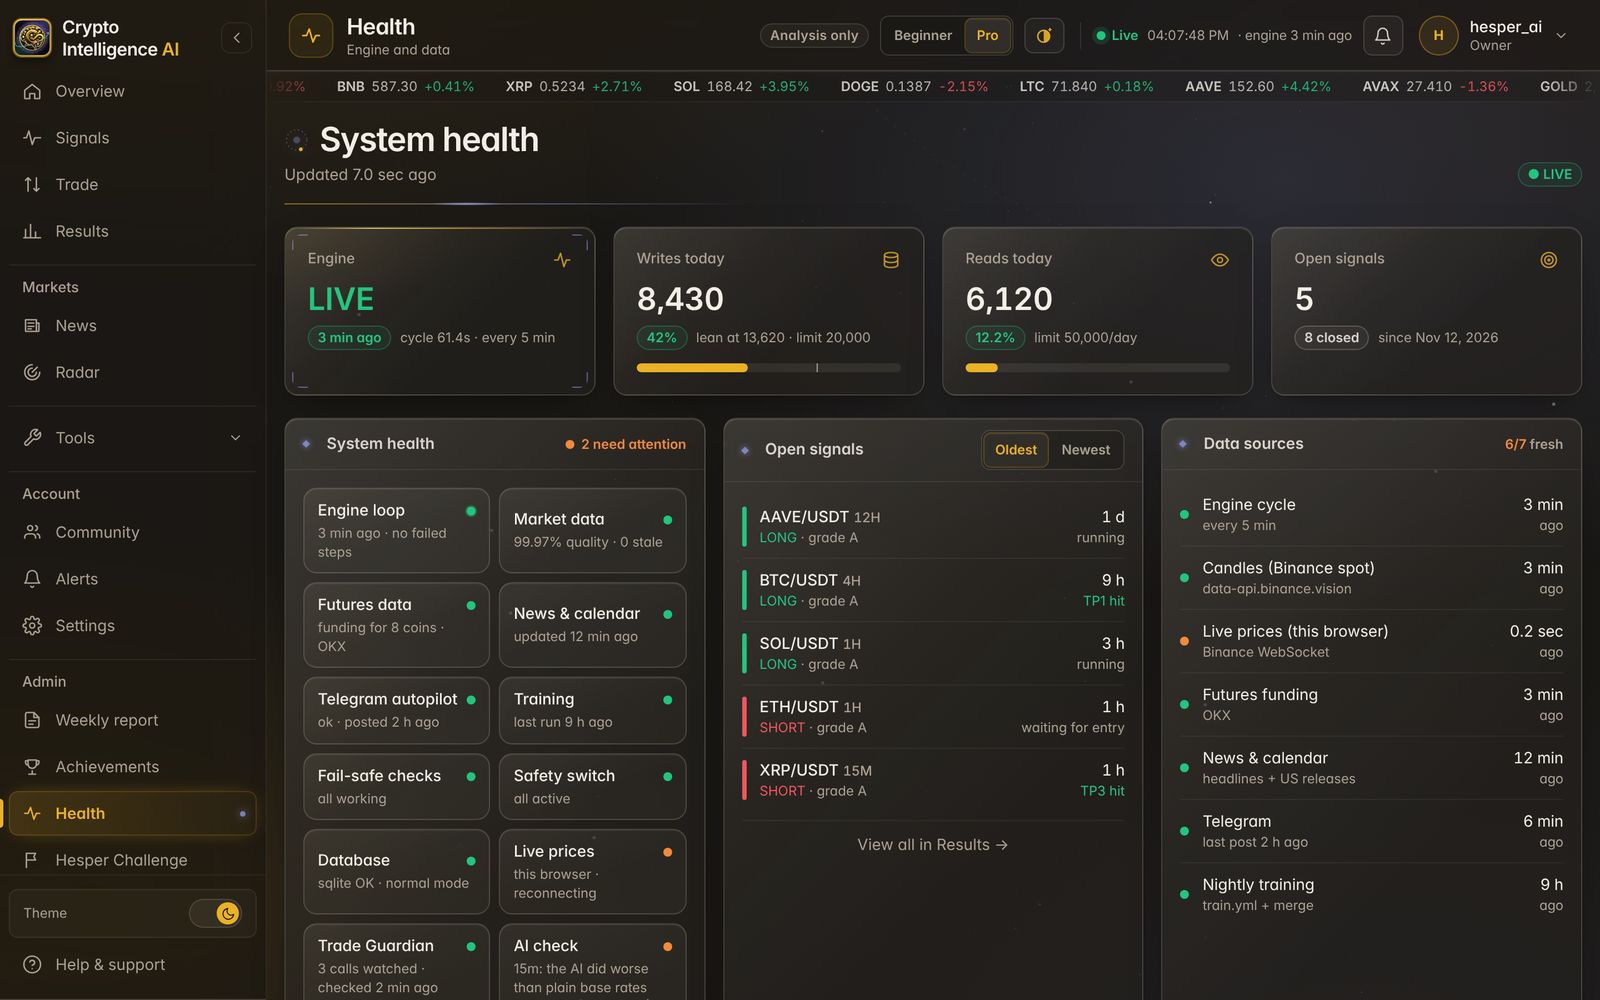 Crypto
Intelligence AI
Overview
Signals
Trade
Results
Markets
News
Radar
Tools
Account
Community
Alerts
Settings
Admin
Weekly report
Achievements
Health
Hesper Challenge
Theme
Help & support
Health
Engine and data
Analysis only
Beginner
Pro
Live 04:07:48 PM · engine 3 min ago
H
hesper_ai
Owner
.92% BNB 587.30 +0.41% XRP 0.5234 +2.71% SOL 168.42 +3.95% DOGE 0.1387 -2.15% LTC 71.840 +0.18% AAVE 152.60 +4.42% AVAX 27.410 -1.36% GOLD 2,
System health
Updated 7.0 sec ago
LIVE
Engine
LIVE
3 min ago cycle 61.4s · every 5 min
Writes today
8,430
42% lean at 13,620 · limit 20,000
Reads today
6,120
12.2% limit 50,000/day
Open signals
5
8 closed since Nov 12, 2026
System health
2 need attention
Engine loop
3 min ago · no failed
steps
Market data
99.97% quality · 0 stale
Futures data
funding for 8 coins ·
OKX
News & calendar
updated 12 min ago
Telegram autopilot
ok · posted 2 h ago
Training
last run 9 h ago
Fail-safe checks
all working
Safety switch
all active
Database
sqlite OK · normal mode
Live prices
this browser ·
reconnecting
Trade Guardian
3 calls watched ·
checked 2 min ago
AI check
15m: the AI did worse
than plain base rates
Open signals
Oldest
Newest
AAVE/USDT 12H 1 d
LONG · grade A running
BTC/USDT 4H 9 h
LONG · grade A TP1 hit
SOL/USDT 1H 3 h
LONG · grade A running
ETH/USDT 1H 1 h
SHORT · grade A waiting for entry
XRP/USDT 15M 1 h
SHORT · grade A TP3 hit
View all in Results →
Data sources
6/7 fresh
Engine cycle 3 min
every 5 min ago
Candles (Binance spot) 3 min
data-api.binance.vision ago
Live prices (this browser) 0.2 sec
Binance WebSocket ago
Futures funding 3 min
OKX ago
News & calendar 12 min
headlines + US releases ago
Telegram 6 min
last post 2 h ago ago
Nightly training 9 h
train.yml + merge ago